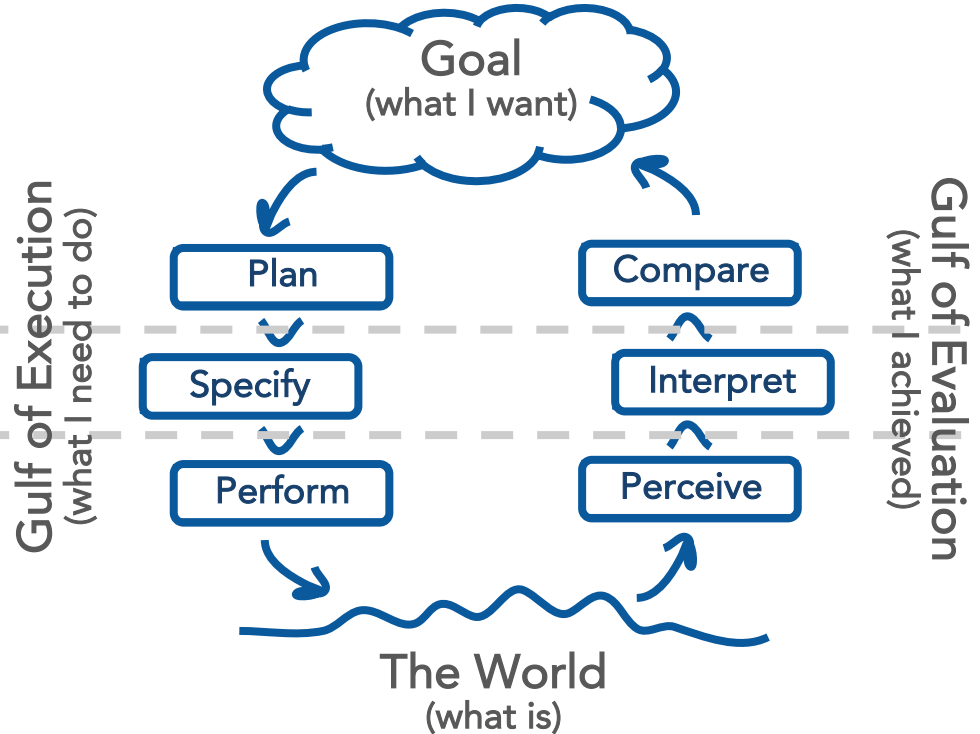 Goal
(what I want)
Gulf of Execution
(what I need to do)
Plan
Specify
Perform
Compare
Interpret
Perceive
Gulf of Evaluation
(what I achieved)
The World
(what is)